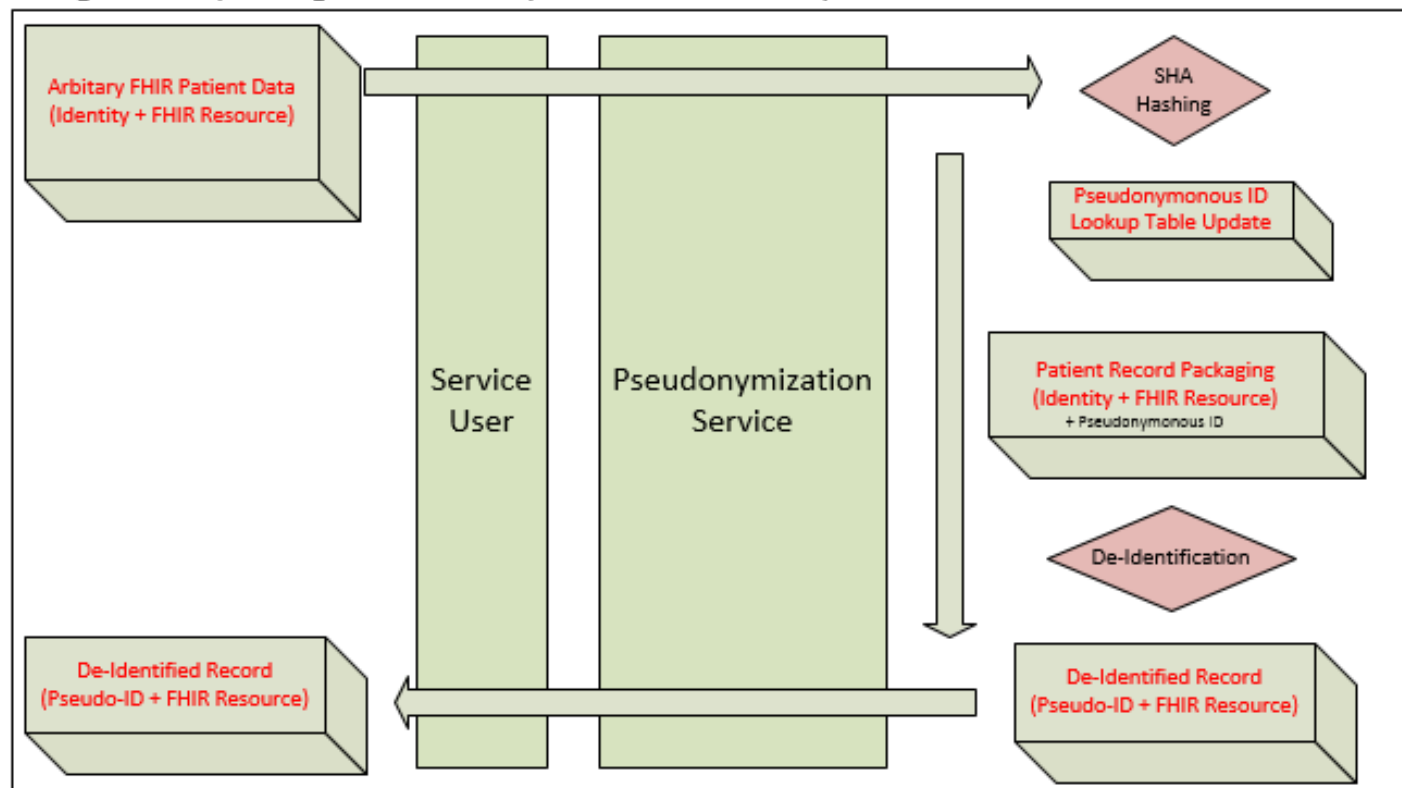 Arbitary FHIR Patient Data
(Identity + FHIR Resource)
SHA
Hashing
Pseudonymonous ID
Lookup Table Update
Service
User
Pseudonymization
Service
Patient Record Packaging
(Identity + FHIR Resource)
+ Pseudonymonous ID
De-Identification
De-Identified Record
(Pseudo-ID + FHIR Resource)
De-Identified Record
(Pseudo-ID + FHIR Resource)